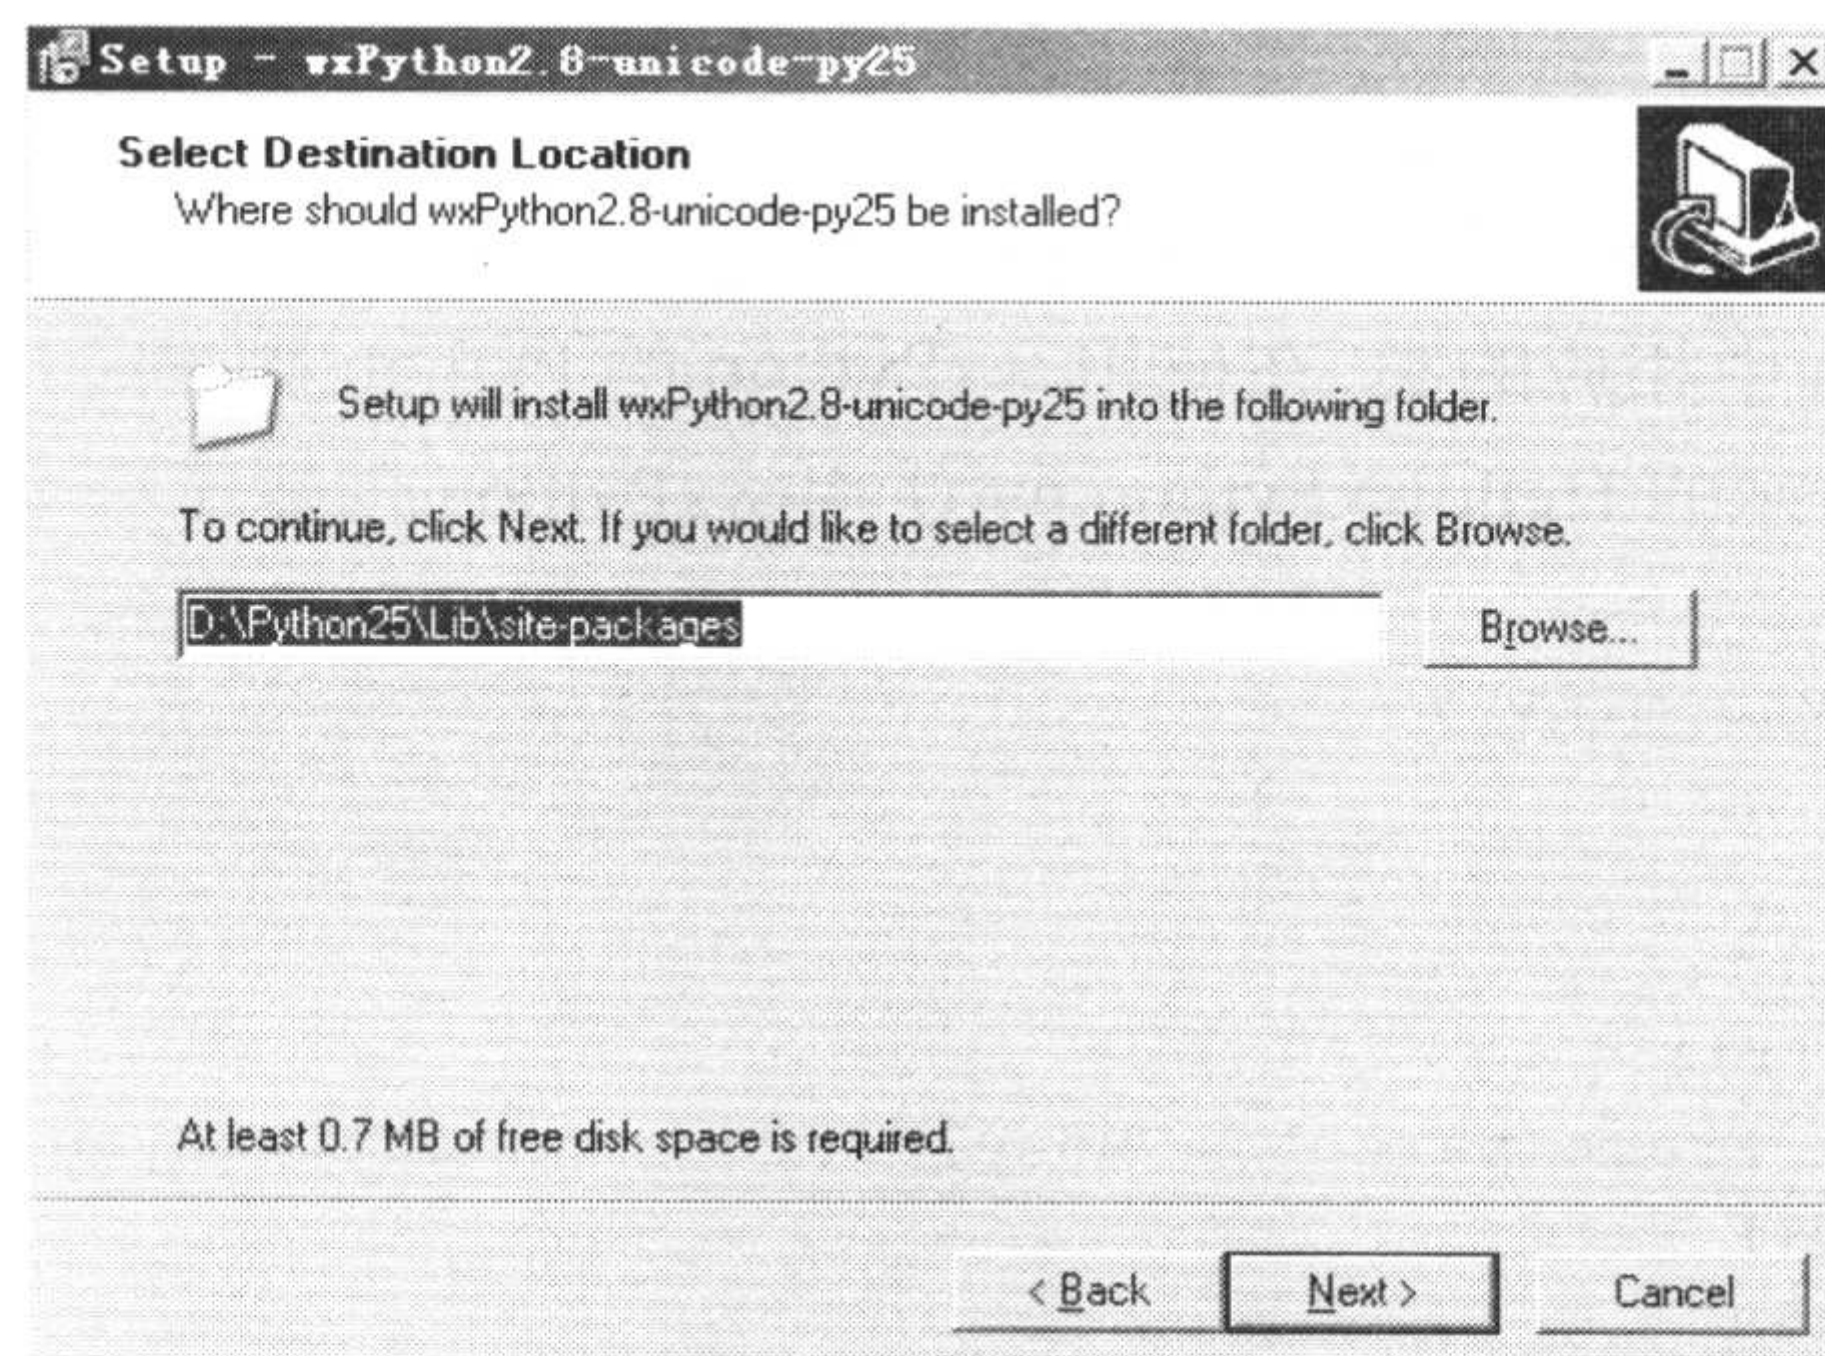 Setup - wxPython2.8-unicode-py25
Select Destination Location
Where should wxPython2.8-unicode-py25 be installed?
Setup will install wxPython2.8-unicode-py25 into the following folder.
To continue, click Next. If you would like to select a different folder, click Browse.
D:\Python25\Lib\site-packages
Browse...
At least 0.7 MB of free disk space is required.
< Back
Next >
Cancel